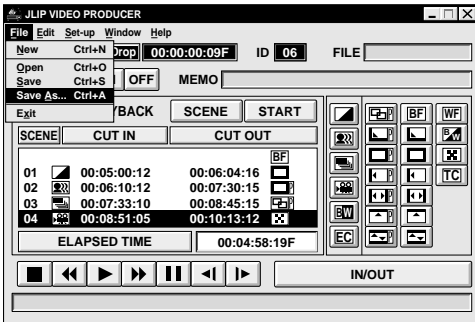 JLIP VIDEO PRODUCER
File Edit Set-up Window Help
New Ctrl+N
Drop 00:00:00:09F ID 06 FILE
Open Ctrl+O
Save Ctrl+S
OFF MEMO
Save As... Ctrl+A
Exit
BACK SCENE START
SCENE CUT IN CUT OUT
BF
01 00:05:00:12 00:06:04:16
02 00:06:10:12 00:07:30:15 P
03 00:07:33:10 00:08:45:15 P
04 00:08:51:05 00:10:13:12
ELAPSED TIME 00:04:58:19F
P BF WF
P B/W
P
P TC
BW P
EC P
IN/OUT